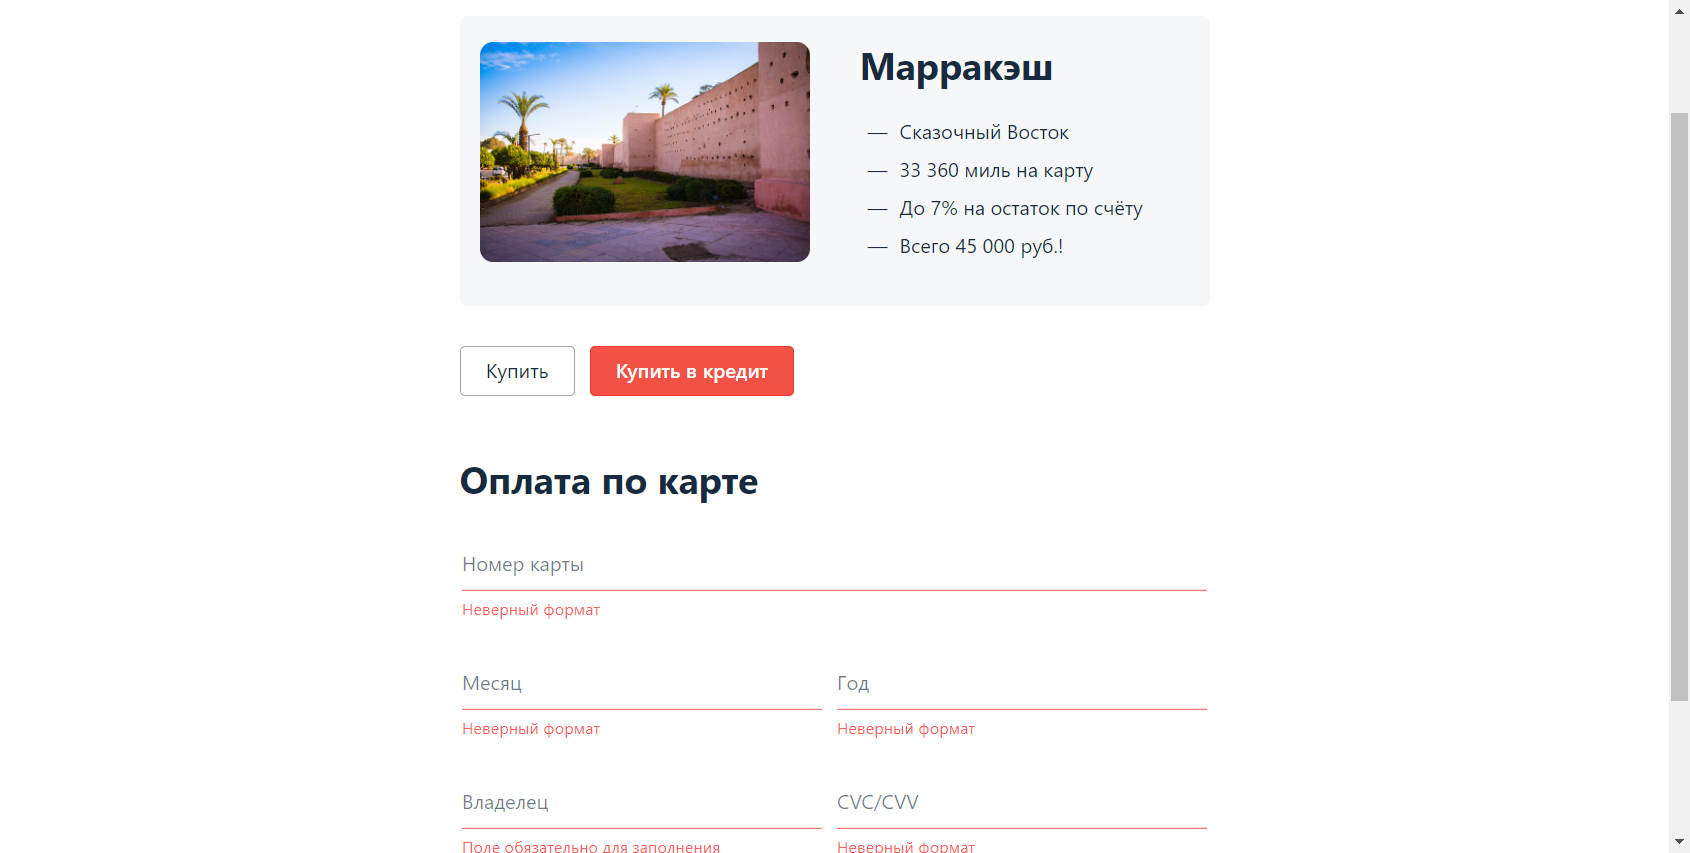 Марракэш
— Сказочный Восток
— 33 360 миль на карту
— До 7% на остаток по счёту
— Всего 45 000 руб.!
Купить
Купить в кредит
Оплата по карте
Номер карты
Неверный формат
Месяц
Год
Неверный формат
Неверный формат
Владелец
CVC/CVV
Поле обязательно для заполнения
Неверный формат